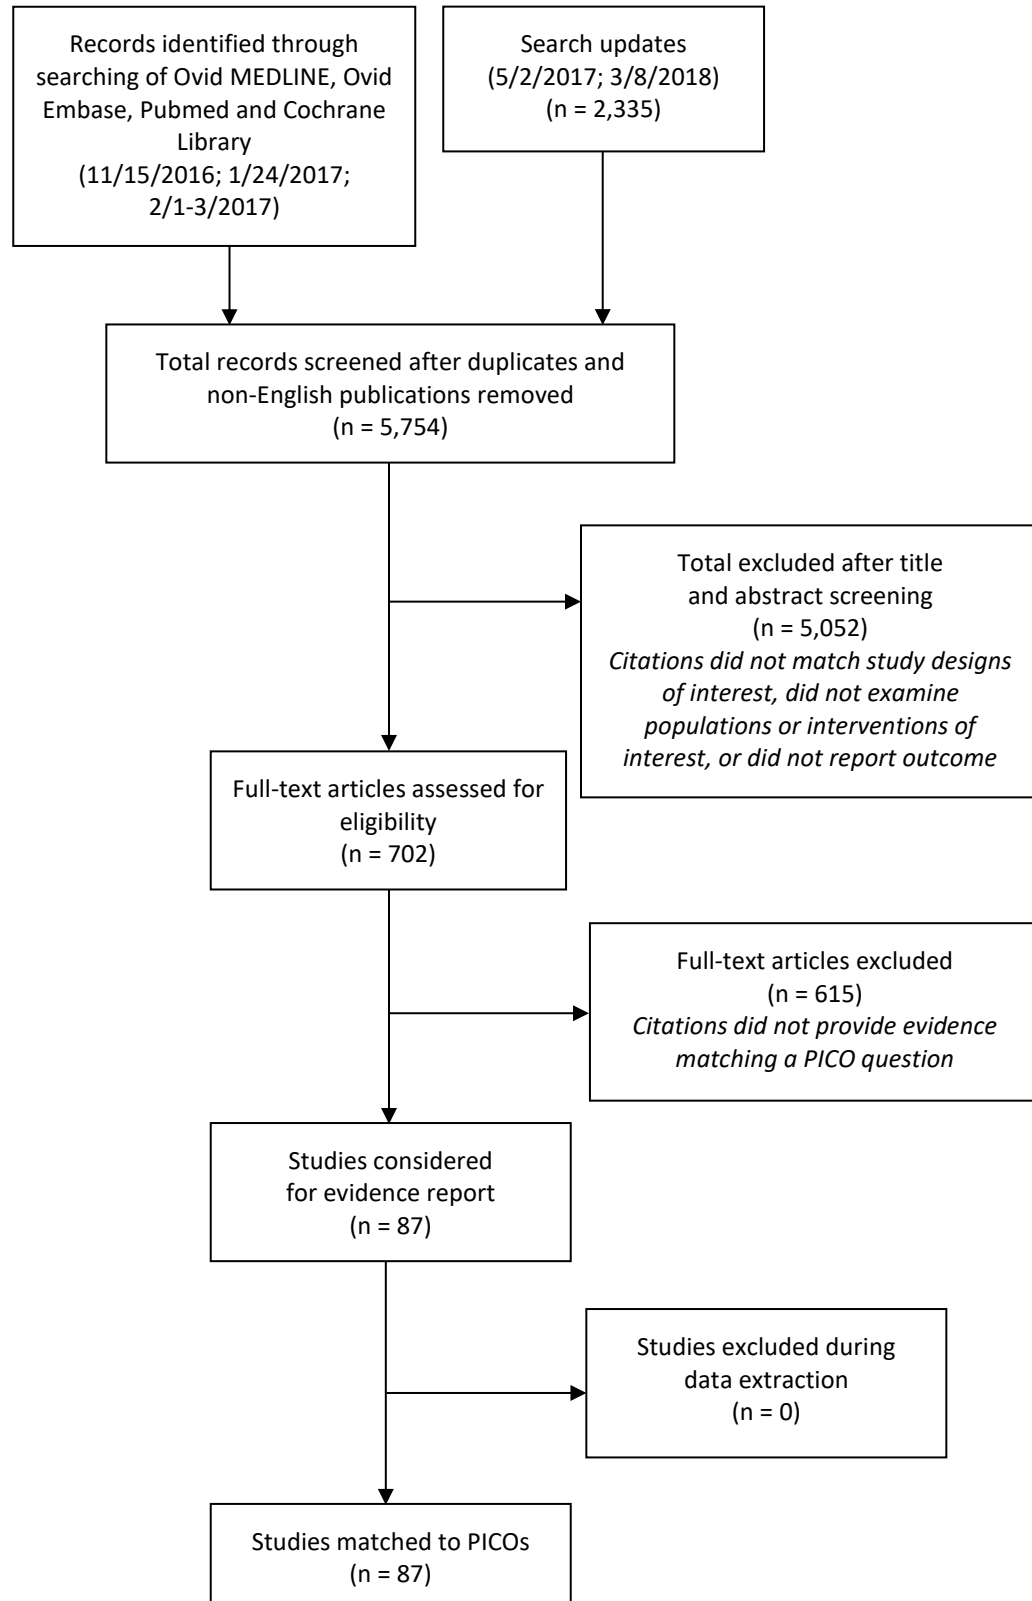 Records identified through
searching of Ovid MEDLINE, Ovid
Embase, Pubmed and Cochrane
Library
(11/15/2016; 1/24/2017;
2/1-3/2017)
Search updates
(5/2/2017; 3/8/2018)
(n = 2,335)
Total records screened after duplicates and
non-English publications removed
(n = 5,754)
Total excluded after title
and abstract screening
(n = 5,052)
Citations did not match study designs
of interest, did not examine
populations or interventions of
interest, or did not report outcome
Full-text articles assessed for
eligibility
(n = 702)
Full-text articles excluded
(n = 615)
Citations did not provide evidence
matching a PICO question
Studies considered
for evidence report
(n = 87)
Studies excluded during
data extraction
(n = 0)
Studies matched to PICOs
(n = 87)